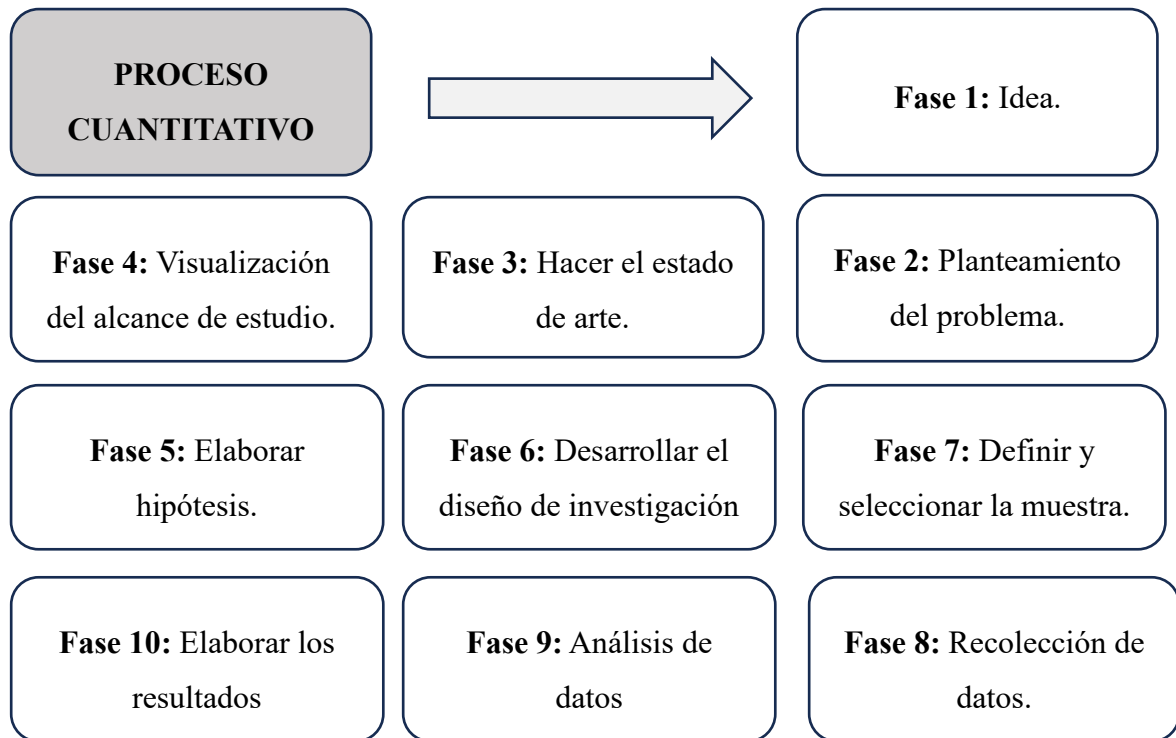 PROCESO
CUANTITATIVO
Fase 1: Idea.
Fase 4: Visualización
del alcance de estudio.
Fase 3: Hacer el estado
de arte.
Fase 2: Planteamiento
del problema.
Fase 5: Elaborar
hipótesis.
Fase 6: Desarrollar el
diseño de investigación
Fase 7: Definir y
seleccionar la muestra.
Fase 10: Elaborar los
resultados
Fase 9: Análisis de
datos
Fase 8: Recolección de
datos.